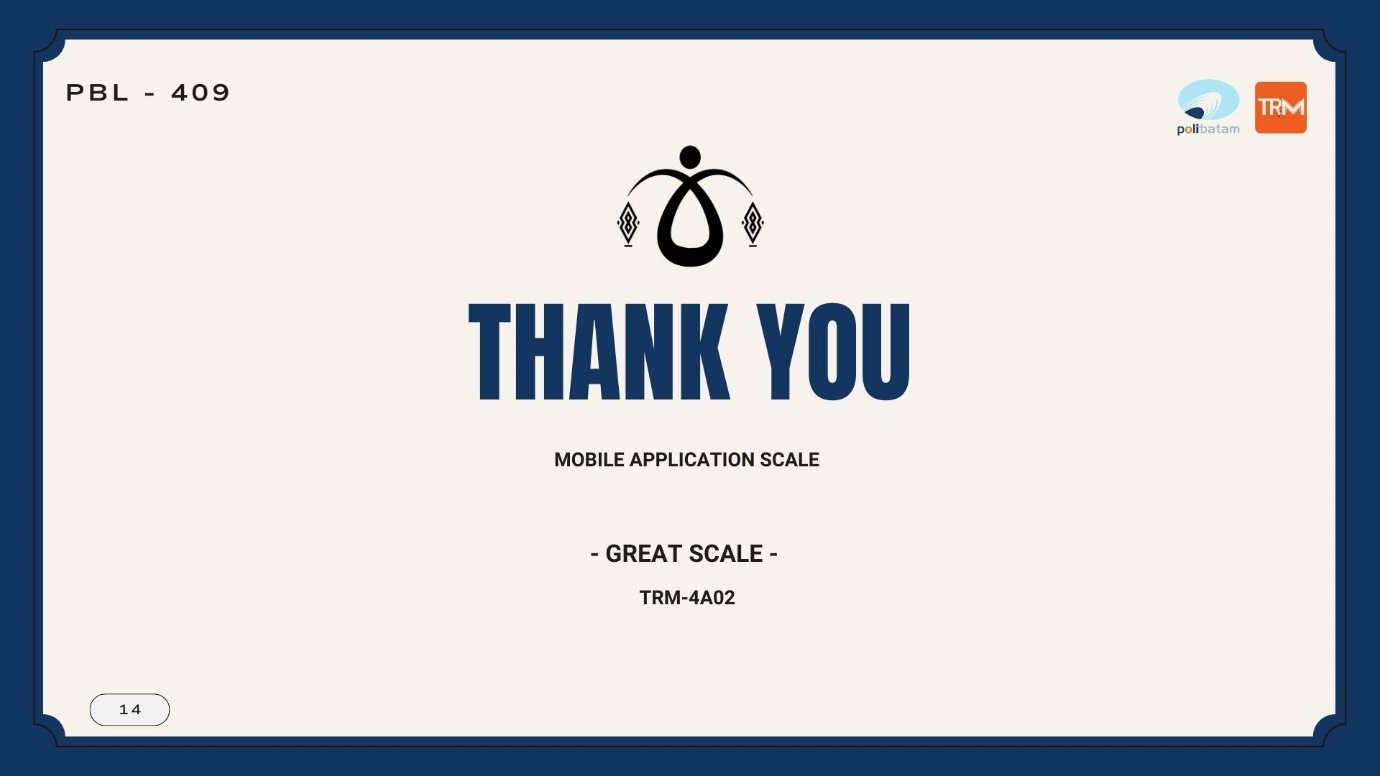 PBL - 409
polibatam
TRM
THANK YOU
MOBILE APPLICATION SCALE
- GREAT SCALE -
TRM-4A02
14